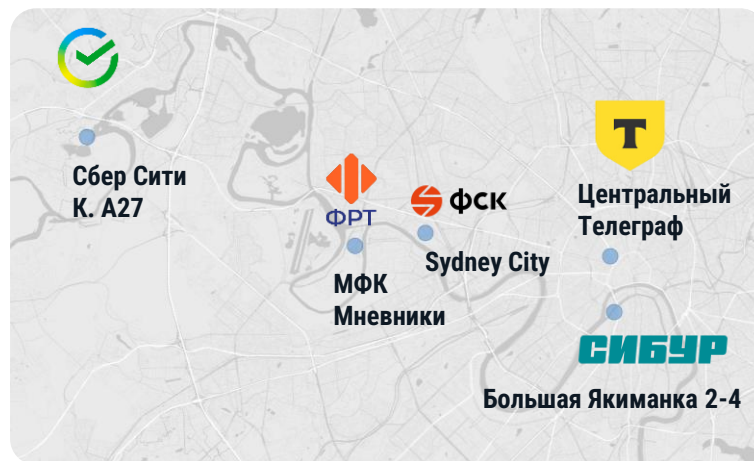 Сбер Сити
К. А27
ФРТ
МФК
Мневники
ФСК
Sydney City
Т
Центральный
Телеграф
СИБУР
Большая Якиманка 2-4